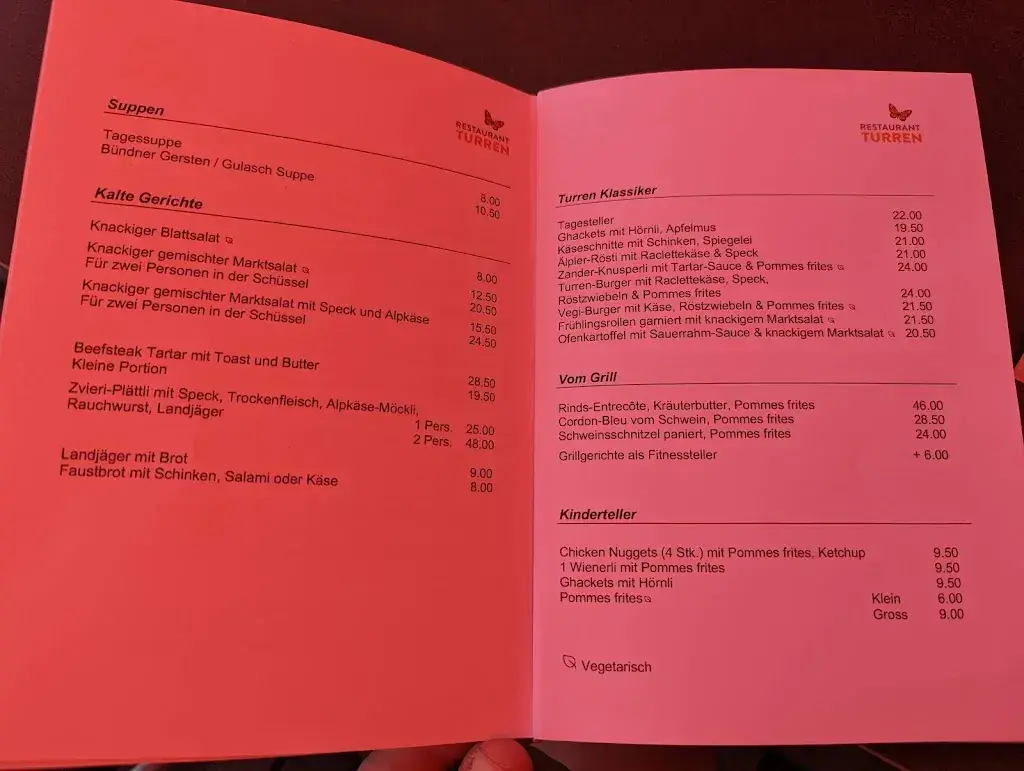 Suppen
RESTAURANT
TURREN
Tagessuppe 8.00
Bündner Gersten / Gulasch Suppe 10.50
Kalte Gerichte
Knackiger Blattsalat 8.00
Knackiger gemischter Marktsalat 12.50
Für zwei Personen in der Schüssel 20.50
Knackiger gemischter Marktsalat mit Speck und Alpkäse 15.50
Für zwei Personen in der Schüssel 24.50
Beefsteak Tartar mit Toast und Butter 28.50
Kleine Portion 19.50
Zvieri-Plättli mit Speck, Trockenfleisch, Alpkäse-Möckli,
Rauchwurst, Landjäger 1 Pers. 25.00
2 Pers. 48.00
Landjäger mit Brot 9.00
Faustbrot mit Schinken, Salami oder Käse 8.00
RESTAURANT
TURREN
Turren Klassiker
Tagesteller 22.00
Ghackets mit Hörnli, Apfelmus 19.50
Käseschnitte mit Schinken, Spiegelei 21.00
Älpler-Rösti mit Raclettekäse & Speck 21.00
Zander-Knusperli mit Tartar-Sauce & Pommes frites 24.00
Turren-Burger mit Raclettekäse, Speck,
Röstzwiebeln & Pommes frites 24.00
Vegi-Burger mit Käse, Röstzwiebeln & Pommes frites 21.50
Frühlingsrollen garniert mit knackigem Marktsalat 21.50
Ofenkartoffel mit Sauerrahm-Sauce & knackigem Marktsalat 20.50
Vom Grill
Rinds-Entrecôte, Kräuterbutter, Pommes frites 46.00
Cordon-Bleu vom Schwein, Pommes frites 28.50
Schweinsschnitzel paniert, Pommes frites 24.00
Grillgerichte als Fitnessteller + 6.00
Kinderteller
Chicken Nuggets (4 Stk.) mit Pommes frites, Ketchup 9.50
1 Wienerli mit Pommes frites 9.50
Ghackets mit Hörnli 9.50
Pommes frites Klein 6.00
Gross 9.00
Vegetarisch